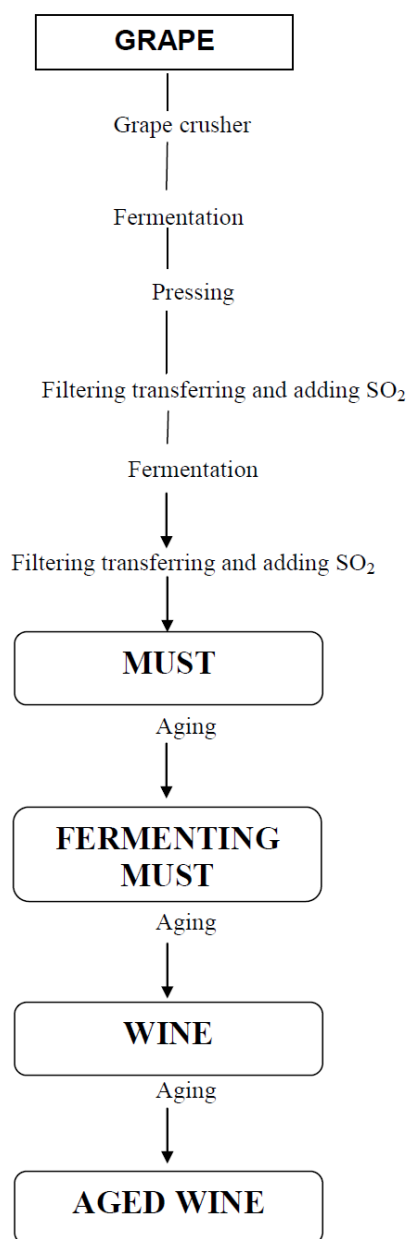 GRAPE
Grape crusher
Fermentation
Pressing
Filtering transferring and adding SO₂
Fermentation
Filtering transferring and adding SO₂
MUST
Aging
FERMENTING
MUST
Aging
WINE
Aging
AGED WINE